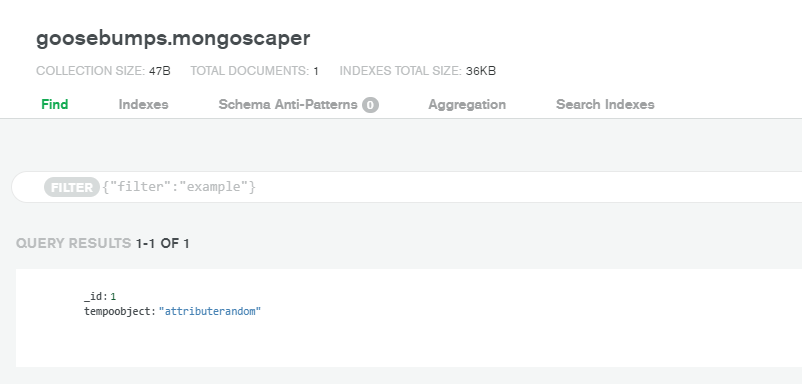 goosebumps.mongoscaper
COLLECTION SIZE: 47B TOTAL DOCUMENTS: 1 INDEXES TOTAL SIZE: 36KB
Find Indexes Schema Anti-Patterns 0 Aggregation Search Indexes
FILTER {"filter":"example"}
QUERY RESULTS 1-1 OF 1
_id: 1
tempoobject: "attributerandom"